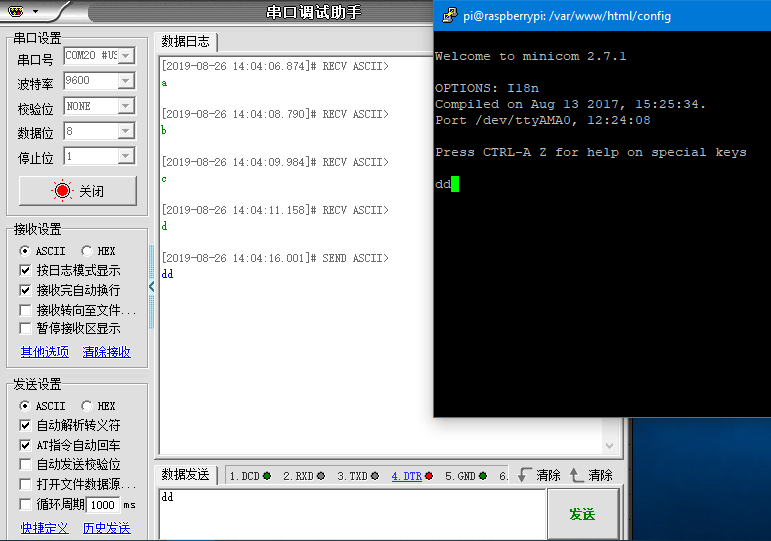 串口调试助手
串口设置
串口号 COM20 #US
波特率 9600
校验位 NONE
数据位 8
停止位 1
关闭
接收设置
ASCII HEX
按日志模式显示
接收完自动换行
接收转向至文件...
暂停接收区显示
其他选项 清除接收
发送设置
ASCII HEX
自动解析转义符
AT指令自动回车
自动发送校验位
打开文件数据源...
循环周期 1000 ms
快捷定义 历史发送
数据日志
[2019-08-26 14:04:06.874]# RECV ASCII>
a
[2019-08-26 14:04:08.790]# RECV ASCII>
b
[2019-08-26 14:04:09.984]# RECV ASCII>
c
[2019-08-26 14:04:11.158]# RECV ASCII>
d
[2019-08-26 14:04:16.001]# SEND ASCII>
dd
数据发送 1.DCD 2.RXD 3.TXD 4.DTR 5.GND 6. 清除 清除
dd
发送
pi@raspberrypi: /var/www/html/config
Welcome to minicom 2.7.1
OPTIONS: I18n
Compiled on Aug 13 2017, 15:25:34.
Port /dev/ttyAMA0, 12:24:08
Press CTRL-A Z for help on special keys
dd